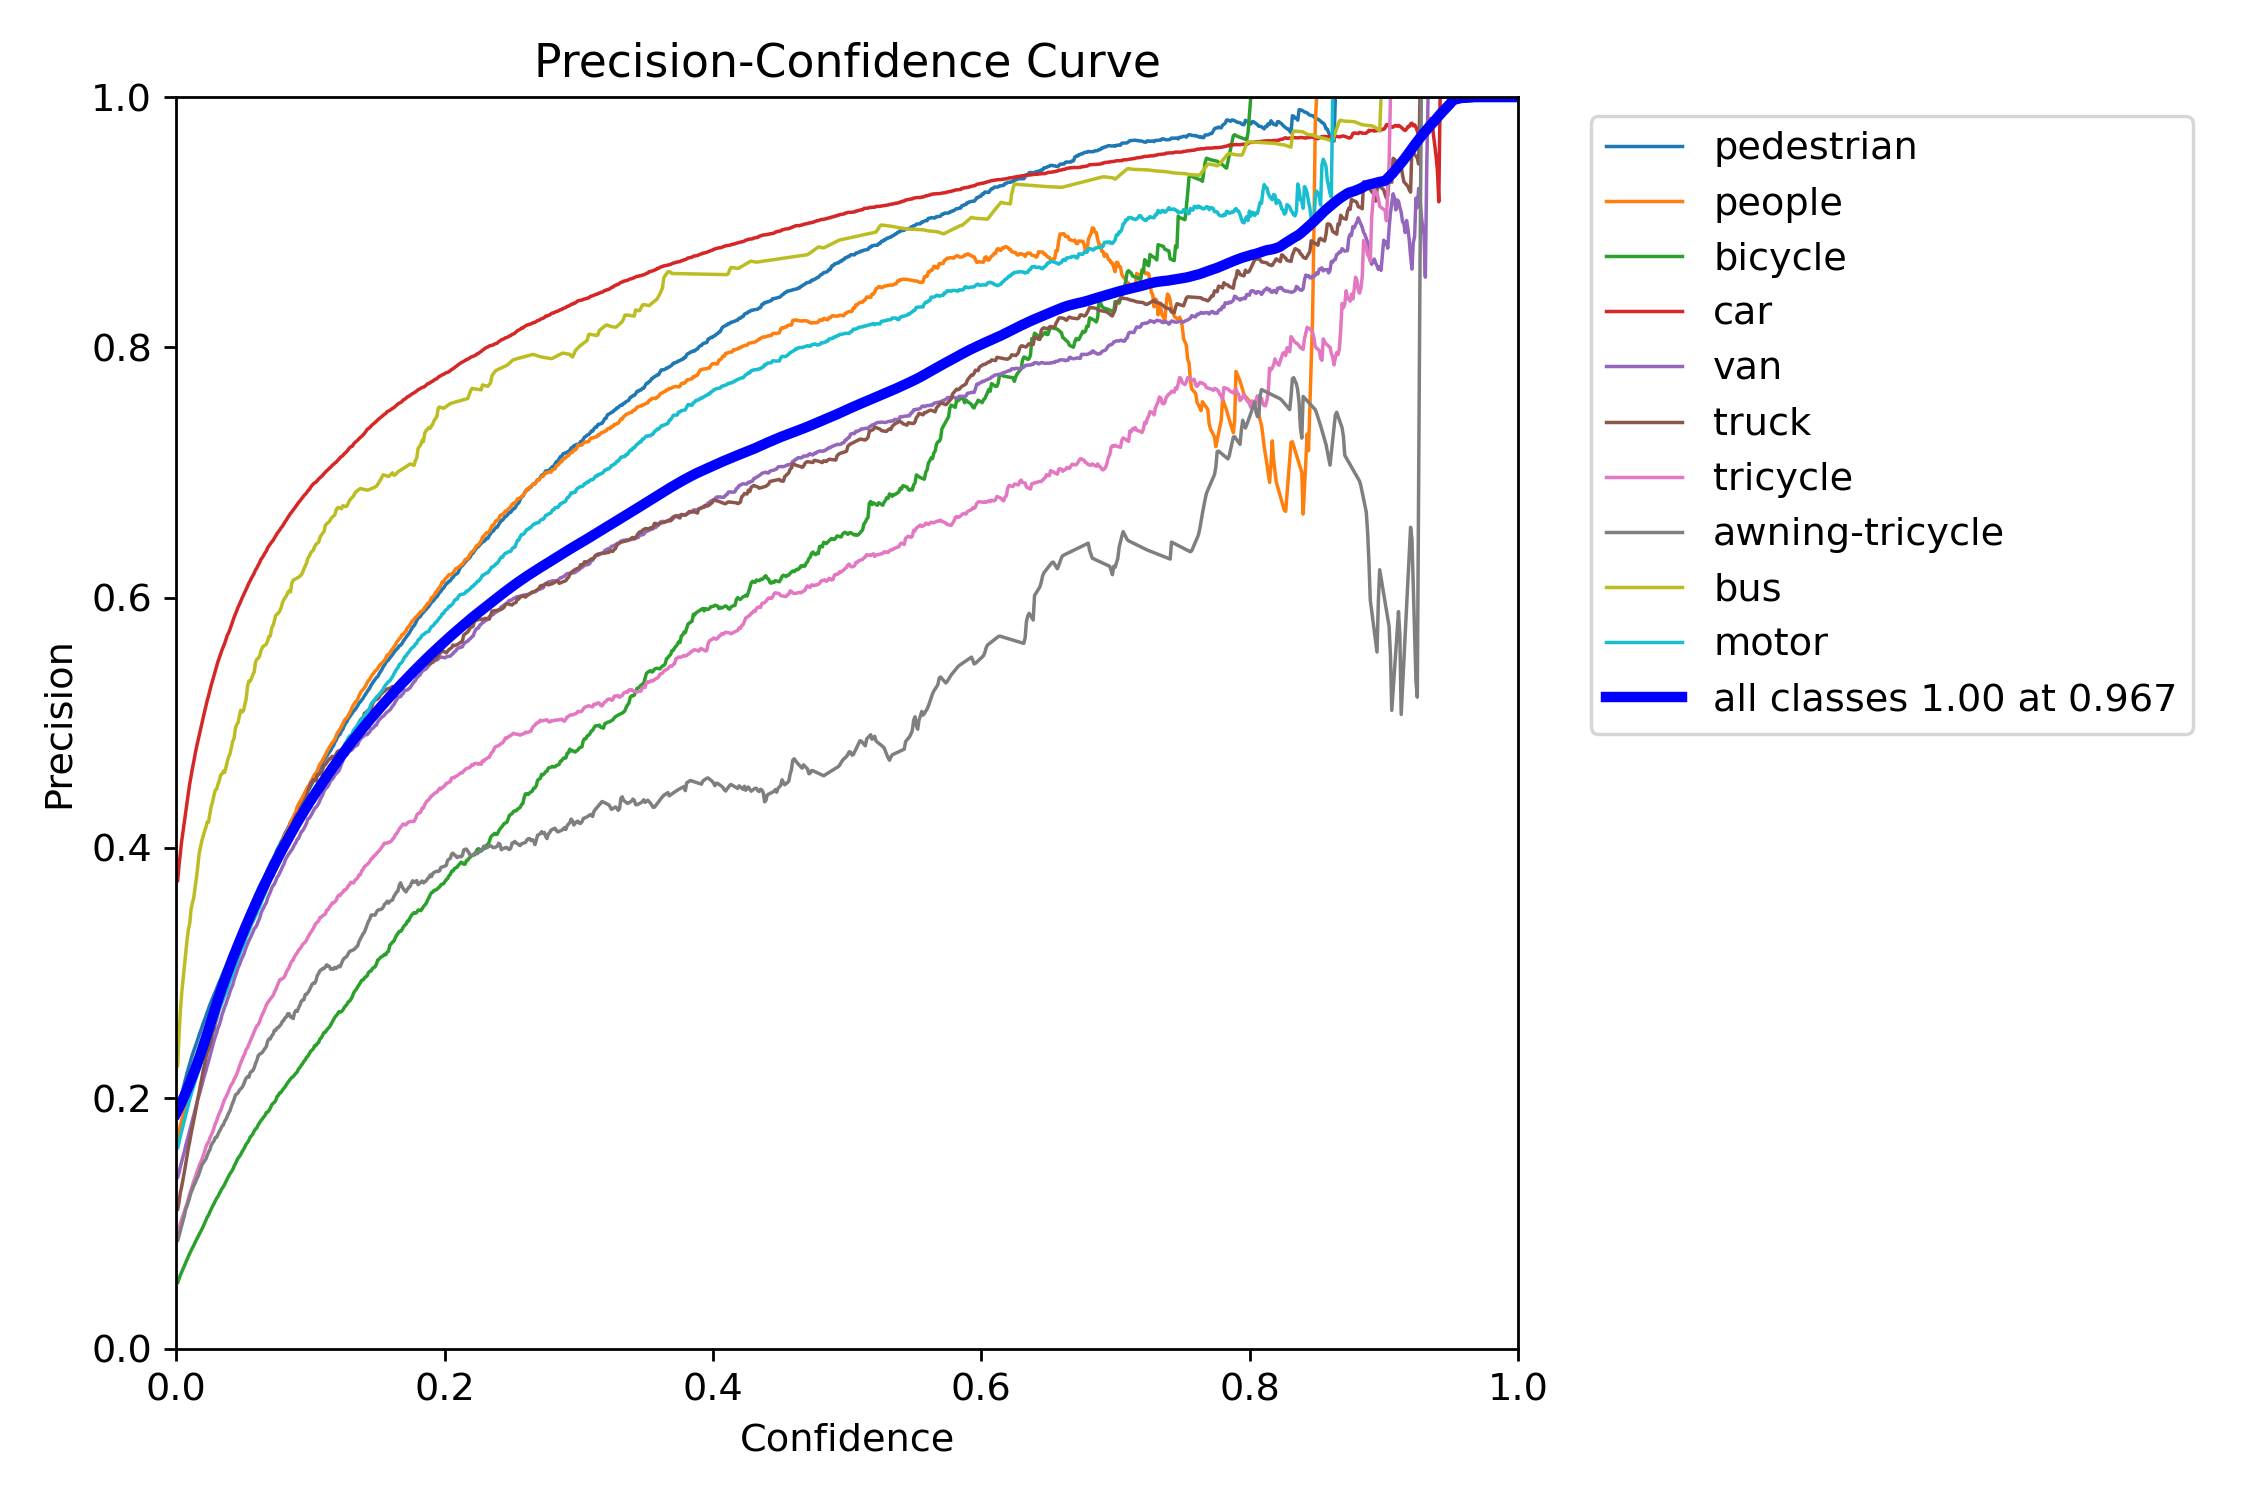 Precision-Confidence Curve
1.0
0.8
0.6
0.4
0.2
0.0
Precision
0.0 0.2 0.4 0.6 0.8 1.0
Confidence
pedestrian
people
bicycle
car
van
truck
tricycle
awning-tricycle
bus
motor
all classes 1.00 at 0.967